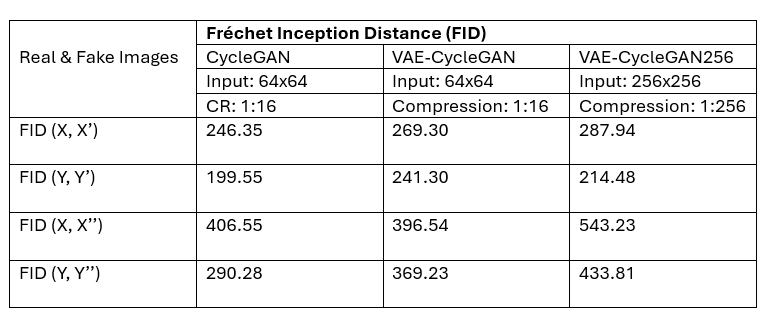 Fréchet Inception Distance (FID)
Real & Fake Images
CycleGAN VAE-CycleGAN VAE-CycleGAN256
Input: 64x64 Input: 64x64 Input: 256x256
CR: 1:16 Compression: 1:16 Compression: 1:256
FID (X, X’) 246.35 269.30 287.94
FID (Y, Y’) 199.55 241.30 214.48
FID (X, X’’) 406.55 396.54 543.23
FID (Y, Y’’) 290.28 369.23 433.81